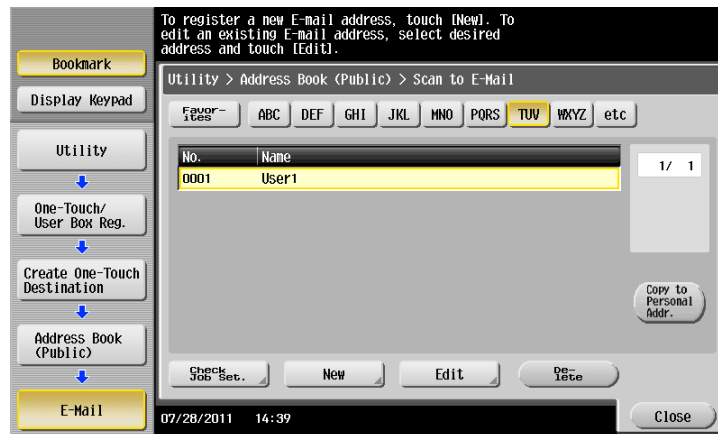 To register a new E-mail address, touch [New]. To
edit an existing E-mail address, select desired
address and touch [Edit].
Bookmark
Display Keypad
Utility
One-Touch/
User Box Reg.
Create One-Touch
Destination
Address Book
(Public)
E-Mail
Utility > Address Book (Public) > Scan to E-Mail
Favor-
ites
ABC DEF GHI JKL MNO PQRS TUV WXYZ etc
No. Name
0001 User1
1/ 1
Copy to
Personal
Addr.
Check
Job Set.
New
Edit
De-
lete
07/28/2011 14:39
Close